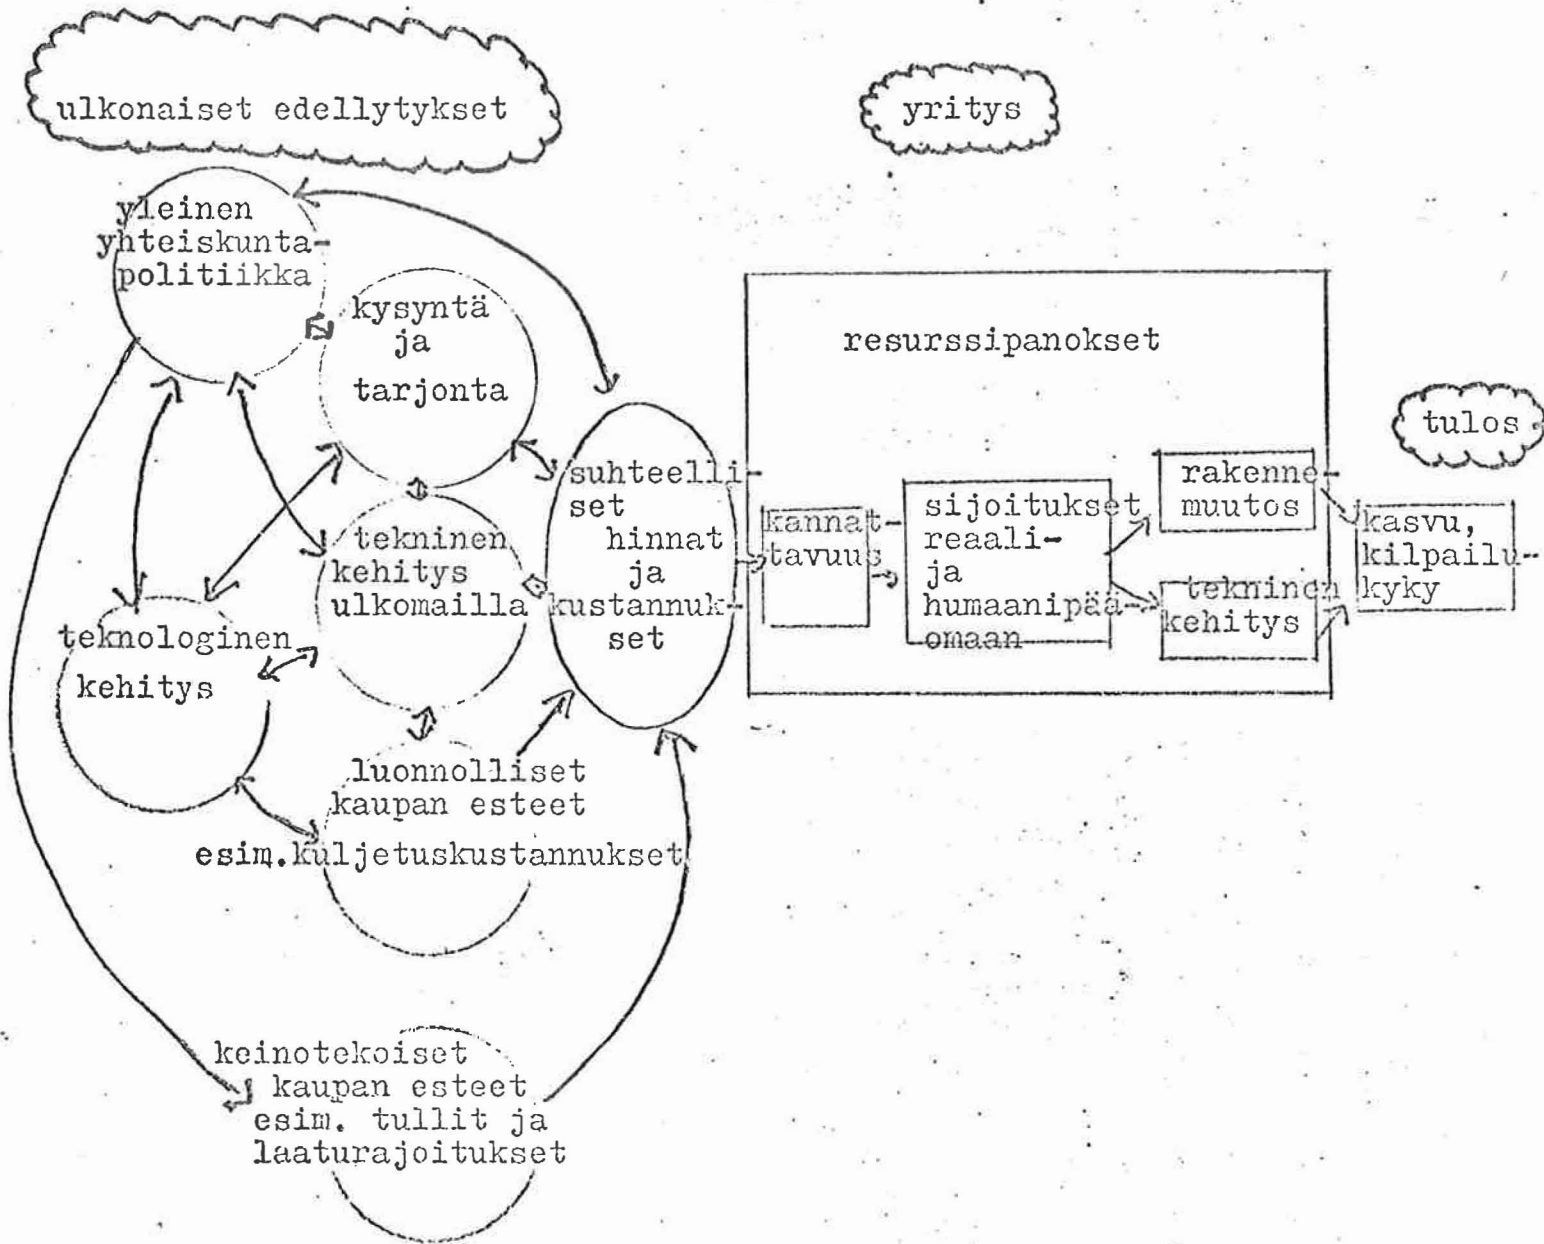 ulkonaiset edellytykset
yritys
yleinen
yhteiskunta-
politiikka
kysyntä
ja
tarjonta
resurssipanokset
tulos
suhteelli-
set
hinnat
ja
kustannuk-
set
kannat-
tavuus
sijoitukset
reaali-
ja
humaanipää-
omaan
rakenne-
muutos
tekninen
kehitys
kasvu,
kilpailu-
kyky
tekninen
kehitys
ulkomailla
teknologinen
kehitys
luonnolliset
kaupan esteet
esim.kuljetuskustannukset
keinotekoiset
kaupan esteet
esim. tullit ja
laaturajoitukset